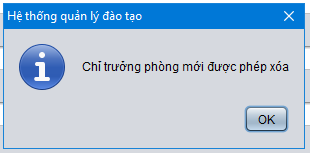 Hệ thống quản lý đào tạo
Chỉ trưởng phòng mới được phép xóa
OK